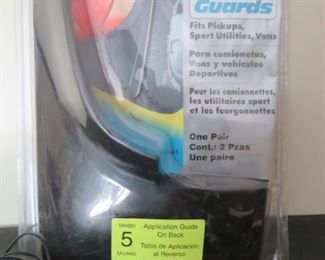 Guards
Fits Pickups,
Sport Utilities, Vans
Para camionetas,
Vans y vehículos
Deportivos
Pour les camionnettes,
les utilitaires sport
et les fourgonnettes
One Pair
Cont.: 2 Pzas
Une paire
Model
5
Modelo
Application Guide
On Back
Tabla de Aplicación
al Reverso